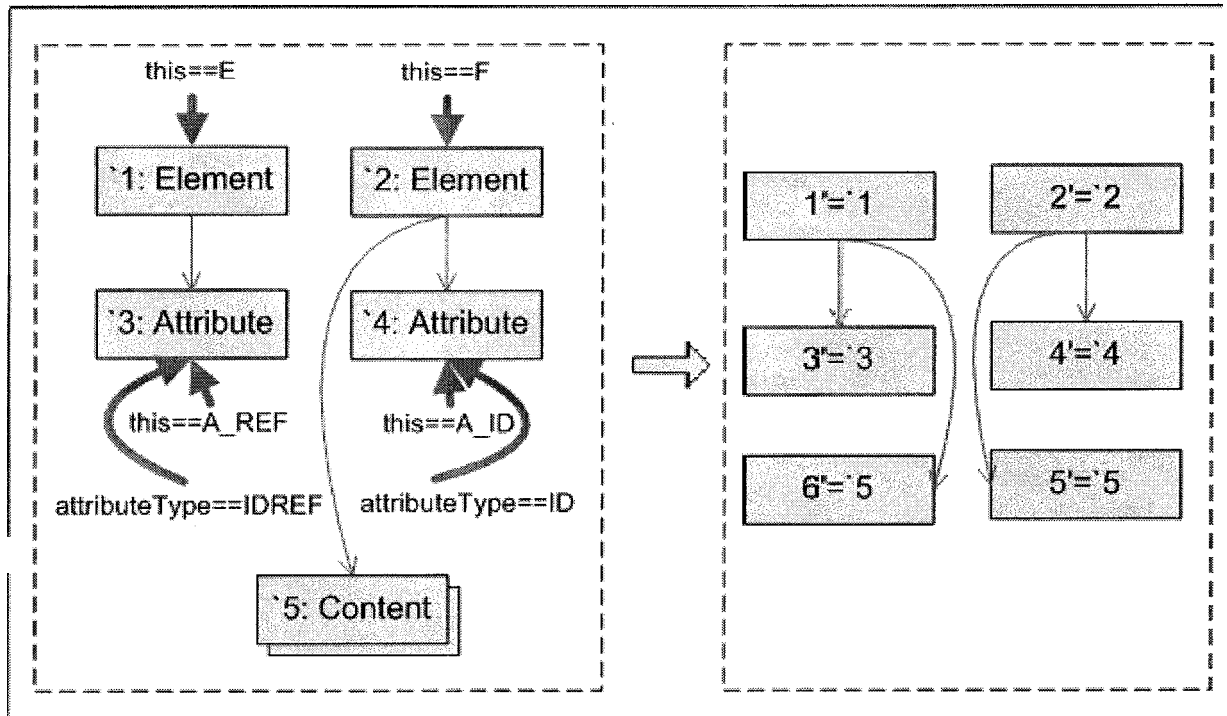 this==E
this==F
`1: Element
`2: Element
`3: Attribute
`4: Attribute
this==A_REF
this==A_ID
attributeType==IDREF
attributeType==ID
`5: Content
1"=`1
2'=`2
3"=`3
4'=`4
6"=`5
5'=`5